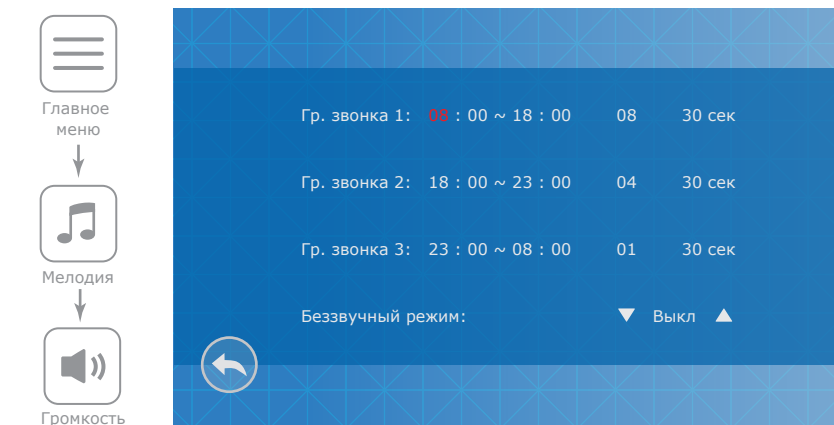 Главное
меню
Мелодия
Громкость
Гр. звонка 1: 08 : 00 ~ 18 : 00 08 30 сек
Гр. звонка 2: 18 : 00 ~ 23 : 00 04 30 сек
Гр. звонка 3: 23 : 00 ~ 08 : 00 01 30 сек
Беззвучный режим: ▼ Выкл ▲